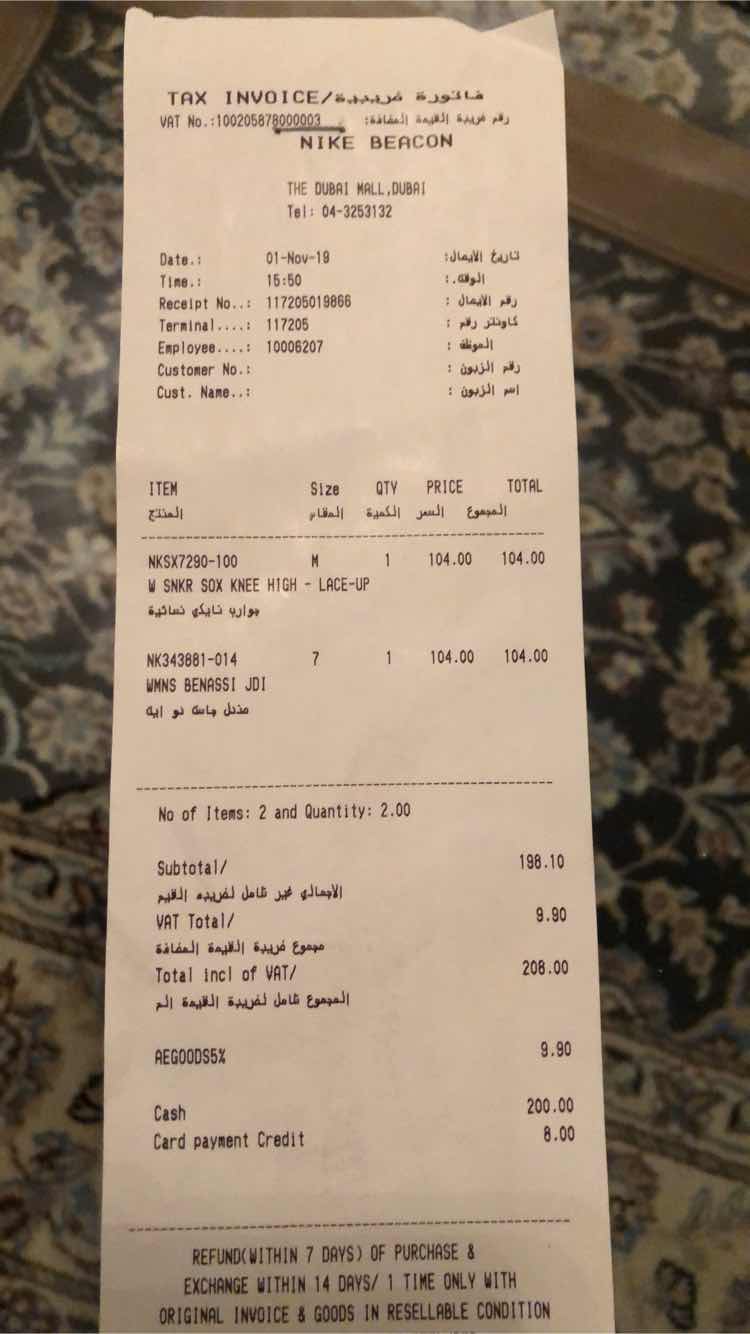 TAX INVOICE/فاتورة ضريبية
VAT No.:100205878000003 رقم ضريبة القيمة المضافة:
NIKE BEACON
THE DUBAI MALL,DUBAI
Tel: 04-3253132
Date.: 01-Nov-19 تاريخ الأيصال:
Time.: 15:50 الوقت.:
Receipt No..: 117205019866 رقم الأيصال :
Terminal....: 117205 كاونتر رقم :
Employee....: 10006207 الموظف :
Customer No.: رقم الزبون :
Cust. Name..: اسم الزبون :
ITEM Size QTY PRICE TOTAL
المنتج المقاس الكمية السعر المجموع
NKSX7290-100 M 1 104.00 104.00
W SNKR SOX KNEE HIGH - LACE-UP
جوارب نايكي نسائية
NK343881-014 7 1 104.00 104.00
WMNS BENASSI JDI
No of Items: 2 and Quantity: 2.00
Subtotal/ 198.10
الأجمالي غير شامل لضريبه القيم
VAT Total/ 9.90
مجموع ضريبة القيمة المضافة
Total incl of VAT/ 208.00
المجموع شامل لضريبة القيمة الم
AEGOODS5% 9.90
Cash 200.00
Card payment Credit 8.00
REFUND(WITHIN 7 DAYS) OF PURCHASE &
EXCHANGE WITHIN 14 DAYS/ 1 TIME ONLY WITH
ORIGINAL INVOICE & GOODS IN RESELLABLE CONDITION